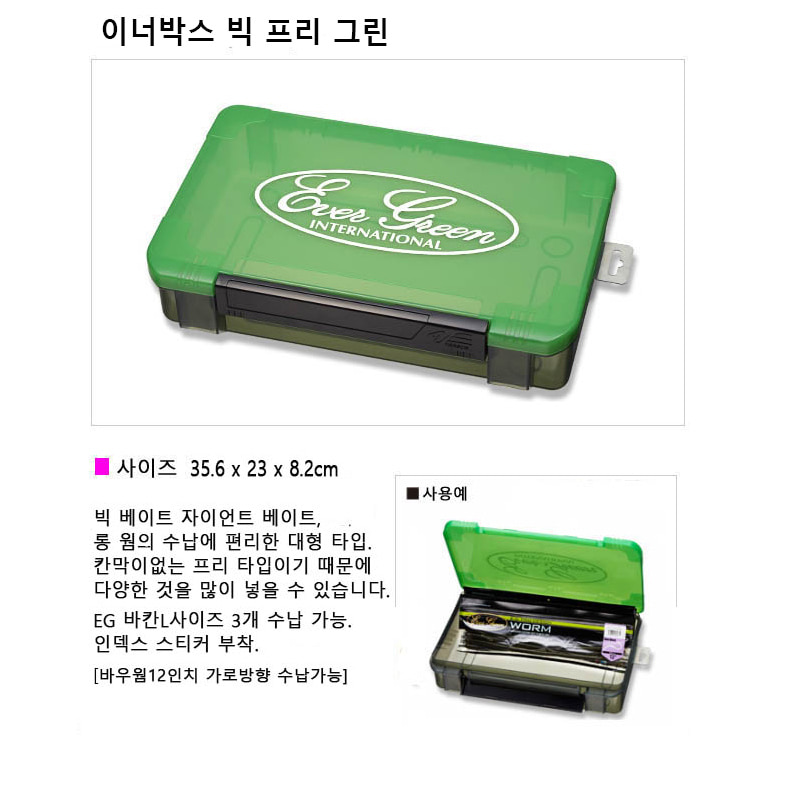 이너박스 빅 프리 그린
Ever Green
INTERNATIONAL
사이즈 35.6 x 23 x 8.2cm
■사용예
빅 베이트 자이언트 베이트,
롱 웜의 수납에 편리한 대형 타입.
칸막이없는 프리 타입이기 때문에
다양한 것을 많이 넣을 수 있습니다.
EG 바칸L사이즈 3개 수납 가능.
인덱스 스티커 부착.
[바우웜12인치 가로방향 수납가능]
Ever Green
WORM